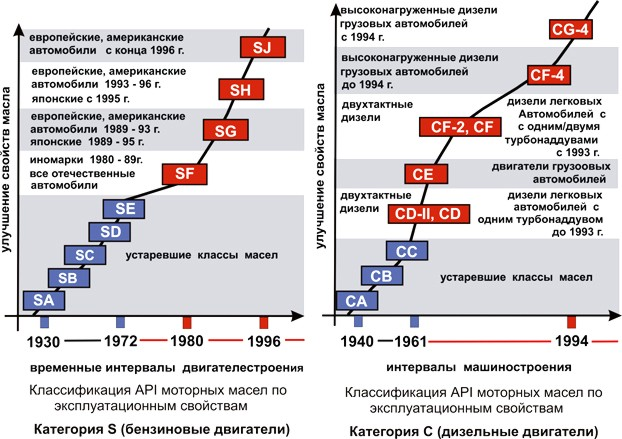 улучшение свойств масла
европейские, американские
автомобили с конца 1996 г.
SJ
европейские, американские
автомобили 1993 - 96 г.
японские с 1995 г.
SH
европейские, американские
автомобили 1989 - 93 г.
японские 1989 - 95 г.
SG
иномарки 1980 - 89г.
все отечественные
автомобили
SF
SE
SD
SC
SB
SA
устаревшие классы масел
1930
1972
1980
1996
временные интервалы двигателестроения
Классификация API моторных масел по
эксплуатационным свойствам
Категория S (бензиновые двигатели)
улучшение свойств масла
высоконагруженные дизели
грузовых автомобилей
с 1994 г.
CG-4
высоконагруженные дизели
грузовых автомобилей
до 1994 г.
CF-4
двухтактные
дизели
CF-2, CF
дизели легковых
Автомобилей с
с одним/двумя
турбонаддувами
с 1993 г.
CE
двигатели грузоовых
автомобилей
двухтактные
дизели
CD-II, CD
дизели легковых
автомобилей с
одним турбонаддувом
до 1993 г.
CC
CB
CA
устаревшие классы масел
1940
1961
1994
интервалы машиностроения
Классификация API моторных масел по
эксплуатационным свойствам
Категория C (дизельные двигатели)